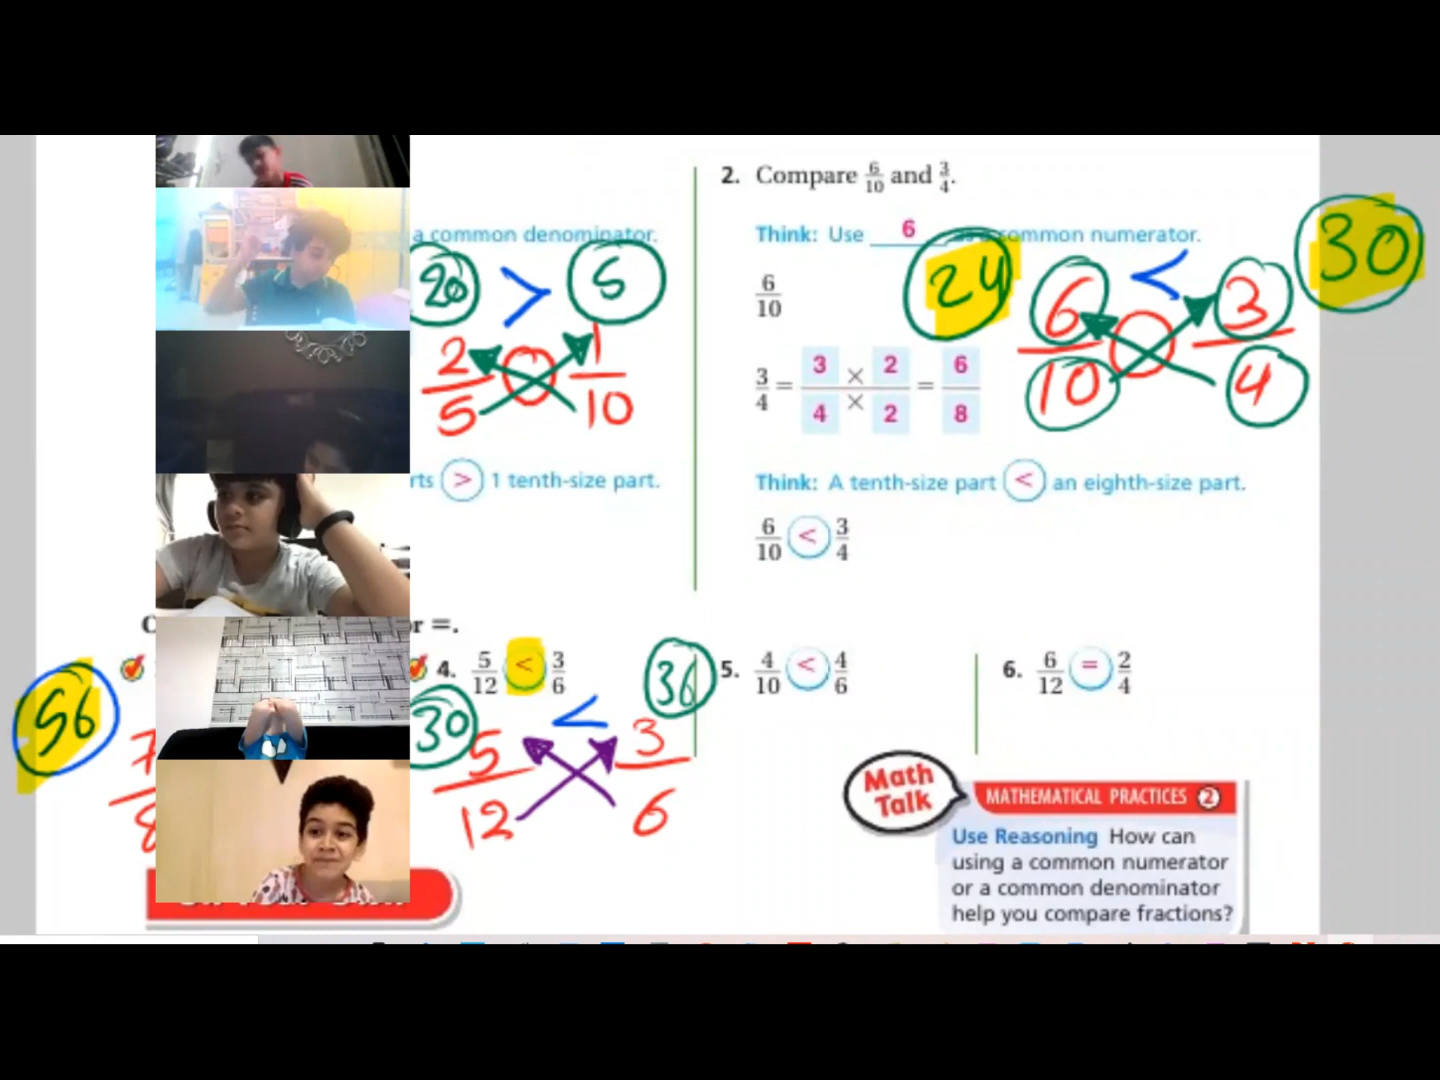 a common denominator.
20 > 5
2/5 1/10
rts > 1 tenth-size part.
2. Compare 6/10 and 3/4.
Think: Use 6 common numerator.
24 < 30
6/10 3/4
6/10
3/4 = 3 × 2 / 4 × 2 = 6/8
Think: A tenth-size part < an eighth-size part.
6/10 < 3/4
r =.
56
7
8
4. 5/12 < 3/6
30 < 36
5/12 3/6
5. 4/10 < 4/6
6. 6/12 = 2/4
Math
Talk
MATHEMATICAL PRACTICES 2
Use Reasoning How can
using a common numerator
or a common denominator
help you compare fractions?